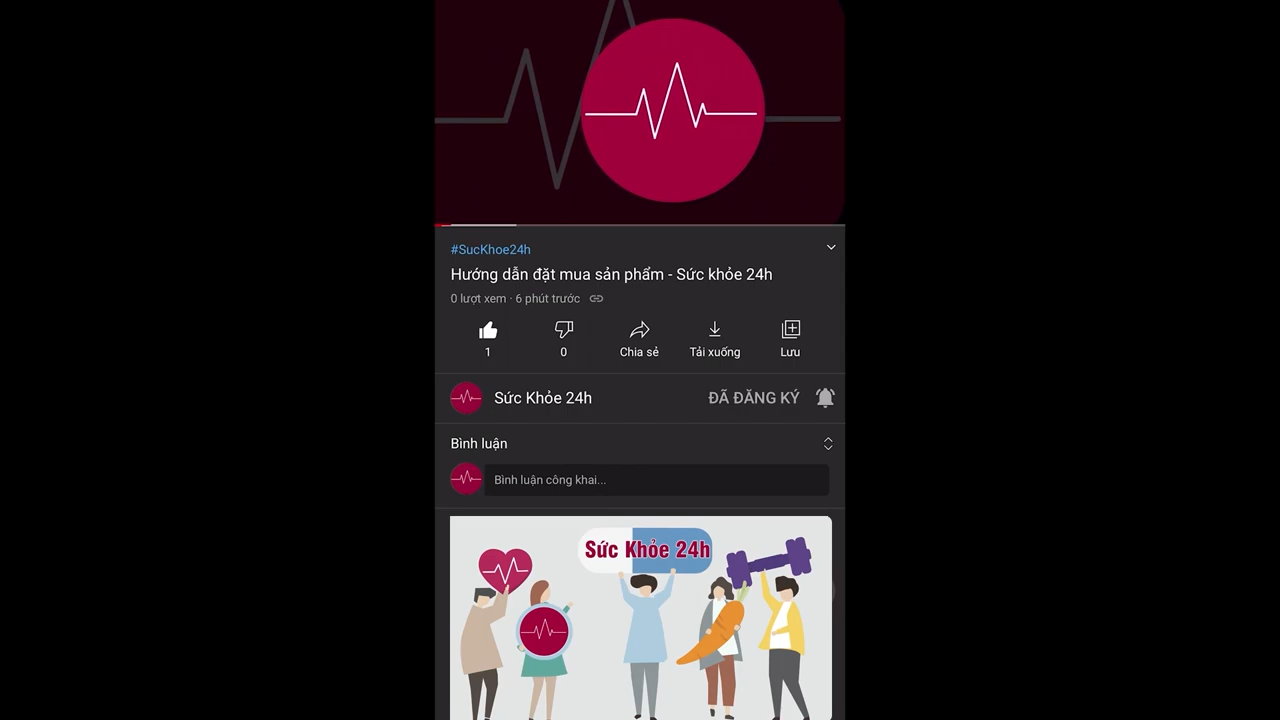 #SucKhoe24h
Hướng dẫn đặt mua sản phẩm - Sức khỏe 24h
0 lượt xem · 6 phút trước
1
0
Chia sẻ
Tải xuống
Lưu
Sức Khỏe 24h
ĐÃ ĐĂNG KÝ
Bình luận
Bình luận công khai...
Sức Khỏe 24h